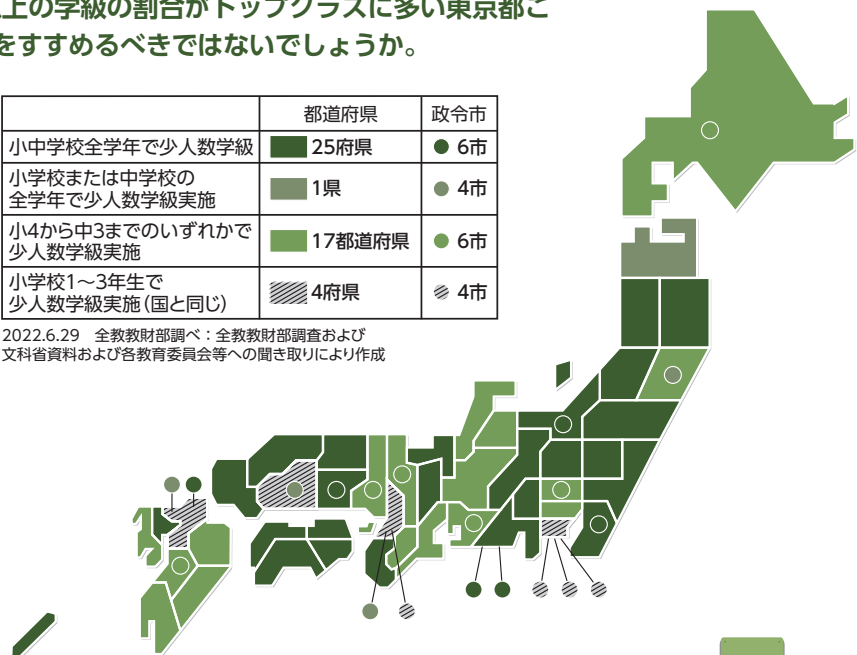 上の学級の割合がトップクラスに多い東京都こ
をすすめるべきではないでしょうか。
都道府県 政令市
小中学校全学年で少人数学級 25府県 6市
小学校または中学校の
全学年で少人数学級実施 1県 4市
小4から中3までのいずれかで
少人数学級実施 17都道府県 6市
小学校1～3年生で
少人数学級実施（国と同じ） 4府県 4市
2022.6.29 全教教財部調べ：全教教財部調査および
文科省資料および各教育委員会等への聞き取りにより作成